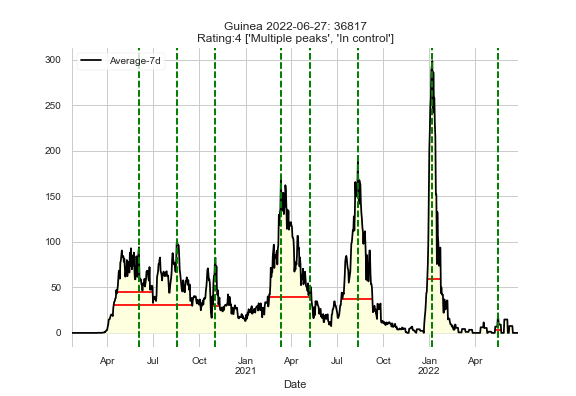 Guinea 2022-06-27: 36817
Rating:4 ['Multiple peaks', 'In control']
Average-7d
300
250
200
150
100
50
0
Apr Jul Oct Jan Apr Jul Oct Jan Apr
2021 2022
Date